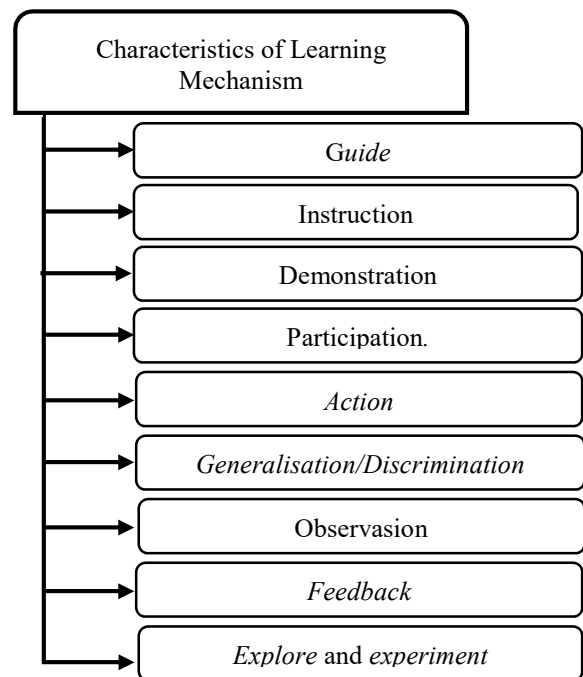 Characteristics of Learning
Mechanism
Guide
Instruction
Demonstration
Participation.
Action
Generalisation/Discrimination
Observasion
Feedback
Explore and experiment